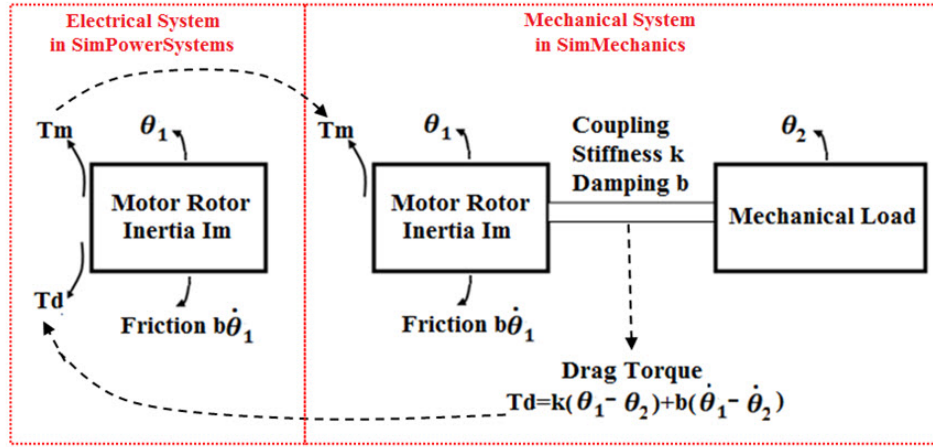 Electrical System
in SimPowerSystems
Mechanical System
in SimMechanics
Tm
θ1
Motor Rotor
Inertia Im
Td
Friction bθ̇1
Tm
θ1
Motor Rotor
Inertia Im
Friction bθ̇1
Coupling
Stiffness k
Damping b
θ2
Mechanical Load
Drag Torque
Td=k(θ1- θ2)+b(θ̇1- θ̇2)